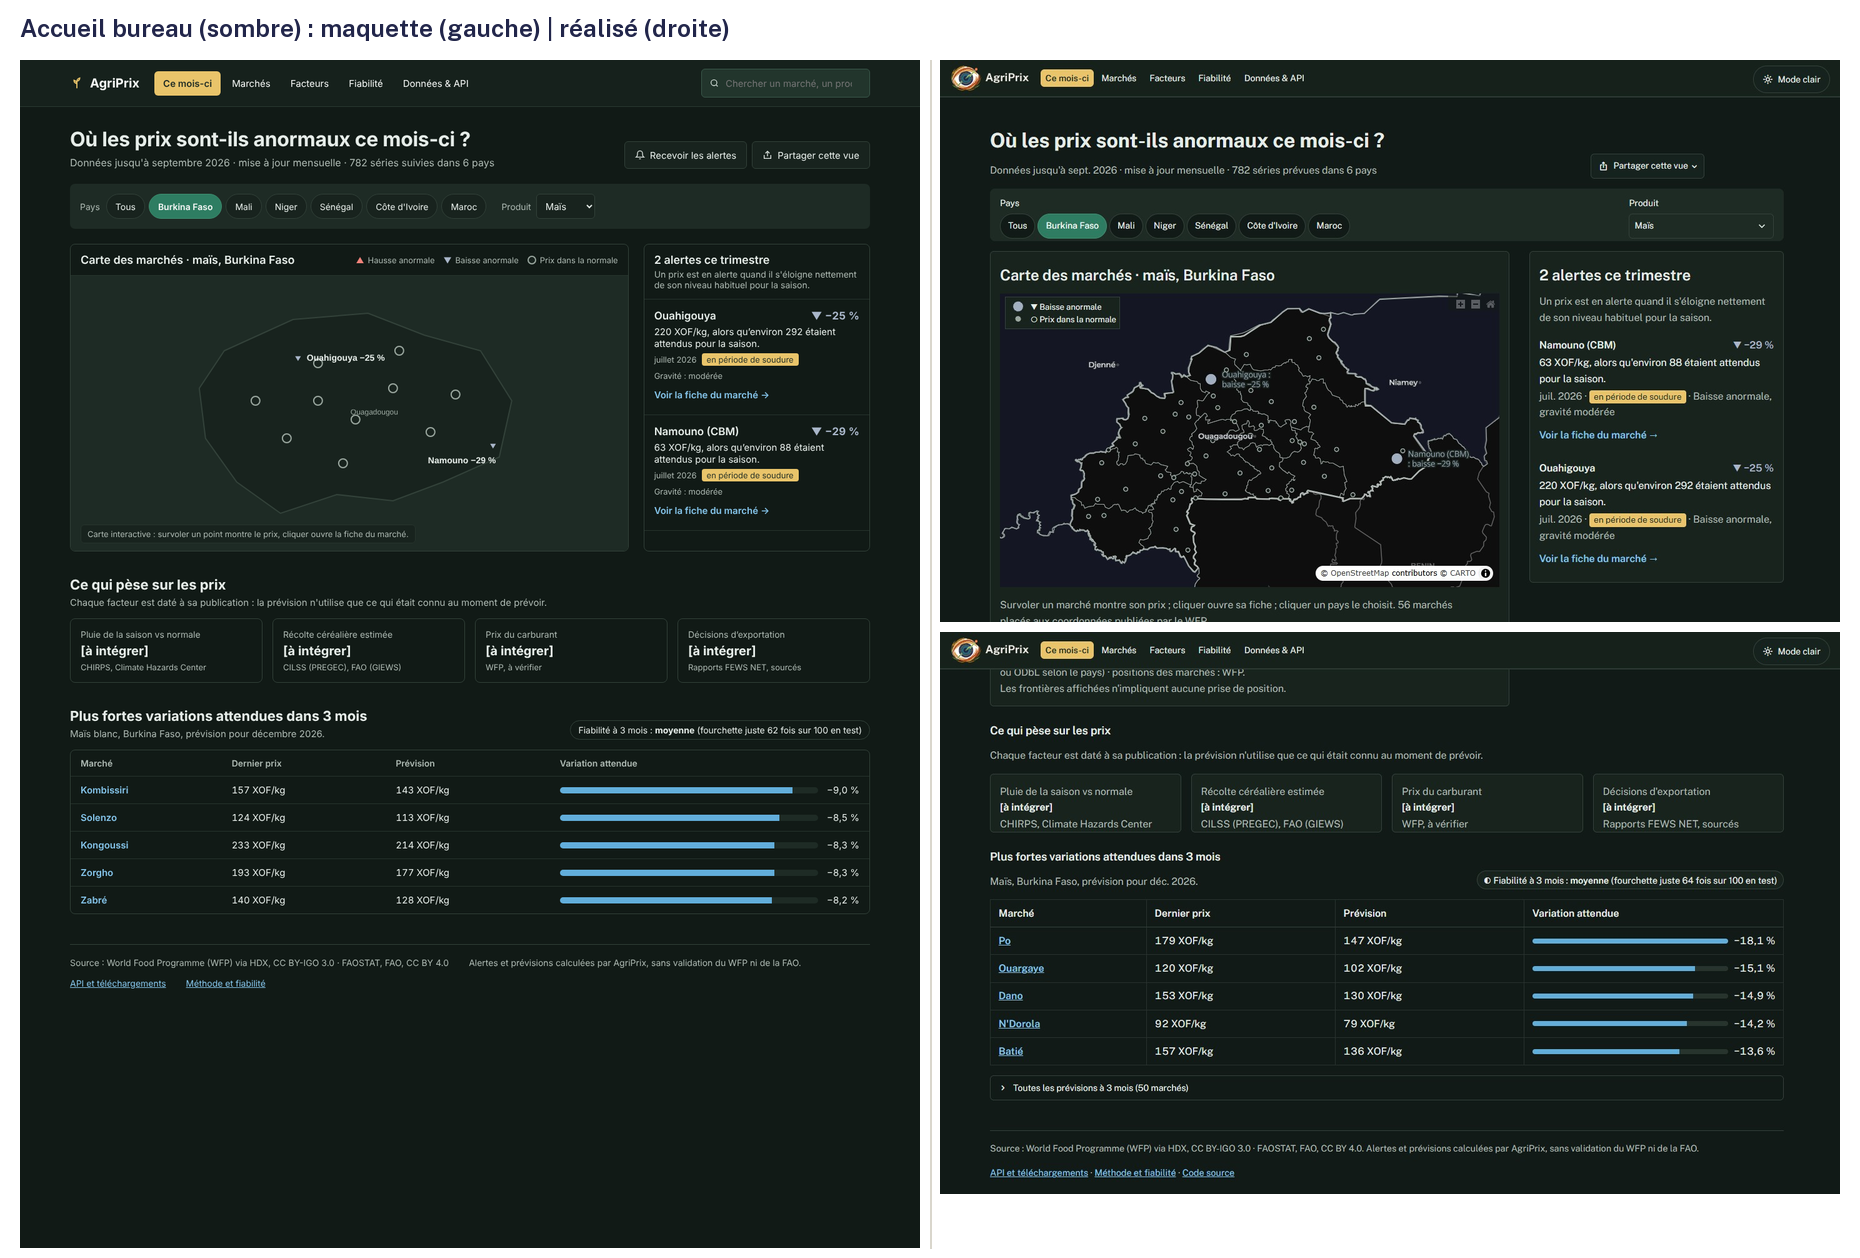 Accueil bureau (sombre) : maquette (gauche) | réalisé (droite)
AgriPrix
Ce mois-ci
Marchés
Facteurs
Fiabilité
Données & API
Chercher un marché, un proc
Où les prix sont-ils anormaux ce mois-ci ?
Données jusqu'à septembre 2026 · mise à jour mensuelle · 782 séries suivies dans 6 pays
Recevoir les alertes
Partager cette vue
Pays
Tous
Burkina Faso
Mali
Niger
Sénégal
Côte d'Ivoire
Maroc
Produit
Maïs
Carte des marchés · maïs, Burkina Faso
Hausse anormale
Baisse anormale
Prix dans la normale
Ouahigouya −25 %
Ouagadougou
Namouno −29 %
Carte interactive : survoler un point montre le prix, cliquer ouvre la fiche du marché.
2 alertes ce trimestre
Un prix est en alerte quand il s'éloigne nettement
de son niveau habituel pour la saison.
Ouahigouya
▼ −25 %
220 XOF/kg, alors qu'environ 292 étaient
attendus pour la saison.
juillet 2026 en période de soudure
Gravité : modérée
Voir la fiche du marché →
Namouno (CBM)
▼ −29 %
63 XOF/kg, alors qu'environ 88 étaient
attendus pour la saison.
juillet 2026 en période de soudure
Gravité : modérée
Voir la fiche du marché →
Ce qui pèse sur les prix
Chaque facteur est daté à sa publication : la prévision n'utilise que ce qui était connu au moment de prévoir.
Pluie de la saison vs normale
[à intégrer]
CHIRPS, Climate Hazards Center
Récolte céréalière estimée
[à intégrer]
CILSS (PREGEC), FAO (GIEWS)
Prix du carburant
[à intégrer]
WFP, à vérifier
Décisions d'exportation
[à intégrer]
Rapports FEWS NET, sourcés
Plus fortes variations attendues dans 3 mois
Maïs blanc, Burkina Faso, prévision pour décembre 2026.
Fiabilité à 3 mois : moyenne (fourchette juste 62 fois sur 100 en test)
Marché Dernier prix Prévision Variation attendue
Kombissiri 157 XOF/kg 143 XOF/kg −9,0 %
Solenzo 124 XOF/kg 113 XOF/kg −8,5 %
Kongoussi 233 XOF/kg 214 XOF/kg −8,3 %
Zorgho 193 XOF/kg 177 XOF/kg −8,3 %
Zabré 140 XOF/kg 128 XOF/kg −8,2 %
Source : World Food Programme (WFP) via HDX, CC BY-IGO 3.0 · FAOSTAT, FAO, CC BY 4.0 Alertes et prévisions calculées par AgriPrix, sans validation du WFP ni de la FAO.
API et téléchargements Méthode et fiabilité
AgriPrix
Ce mois-ci
Marchés
Facteurs
Fiabilité
Données & API
Mode clair
Où les prix sont-ils anormaux ce mois-ci ?
Données jusqu'à sept. 2026 · mise à jour mensuelle · 782 séries prévues dans 6 pays
Partager cette vue
Pays
Tous
Burkina Faso
Mali
Niger
Sénégal
Côte d'Ivoire
Maroc
Produit
Maïs
Carte des marchés · maïs, Burkina Faso
▼ Baisse anormale
O Prix dans la normale
Djenné
Niamey
Ouahigouya :
baisse −25 %
Ouagadougou
Namouno (CBM)
: baisse −29 %
BENIN
© OpenStreetMap contributors © CARTO
Survoler un marché montre son prix ; cliquer ouvre sa fiche ; cliquer un pays le choisit. 56 marchés
placés aux coordonnées publiées par le WFP.
2 alertes ce trimestre
Un prix est en alerte quand il s'éloigne nettement
de son niveau habituel pour la saison.
Namouno (CBM)
▼ −29 %
63 XOF/kg, alors qu'environ 88 étaient attendus
pour la saison.
juil. 2026 · en période de soudure · Baisse anormale,
gravité modérée
Voir la fiche du marché →
Ouahigouya
▼ −25 %
220 XOF/kg, alors qu'environ 292 étaient attendus
pour la saison.
juil. 2026 · en période de soudure · Baisse anormale,
gravité modérée
Voir la fiche du marché →
AgriPrix
Ce mois-ci
Marchés
Facteurs
Fiabilité
Données & API
Mode clair
ou ODbL selon le pays) · positions des marchés : WFP.
Les frontières affichées n'impliquent aucune prise de position.
Ce qui pèse sur les prix
Chaque facteur est daté à sa publication : la prévision n'utilise que ce qui était connu au moment de prévoir.
Pluie de la saison vs normale
[à intégrer]
CHIRPS, Climate Hazards Center
Récolte céréalière estimée
[à intégrer]
CILSS (PREGEC), FAO (GIEWS)
Prix du carburant
[à intégrer]
WFP, à vérifier
Décisions d'exportation
[à intégrer]
Rapports FEWS NET, sourcés
Plus fortes variations attendues dans 3 mois
Maïs, Burkina Faso, prévision pour déc. 2026.
Fiabilité à 3 mois : moyenne (fourchette juste 64 fois sur 100 en test)
Marché Dernier prix Prévision Variation attendue
Po 179 XOF/kg 147 XOF/kg −18,1 %
Ouargaye 120 XOF/kg 102 XOF/kg −15,1 %
Dano 153 XOF/kg 130 XOF/kg −14,9 %
N'Dorola 92 XOF/kg 79 XOF/kg −14,2 %
Batié 157 XOF/kg 136 XOF/kg −13,6 %
Toutes les prévisions à 3 mois (50 marchés)
Source : World Food Programme (WFP) via HDX, CC BY-IGO 3.0 · FAOSTAT, FAO, CC BY 4.0. Alertes et prévisions calculées par AgriPrix, sans validation du WFP ni de la FAO.
API et téléchargements · Méthode et fiabilité · Code source